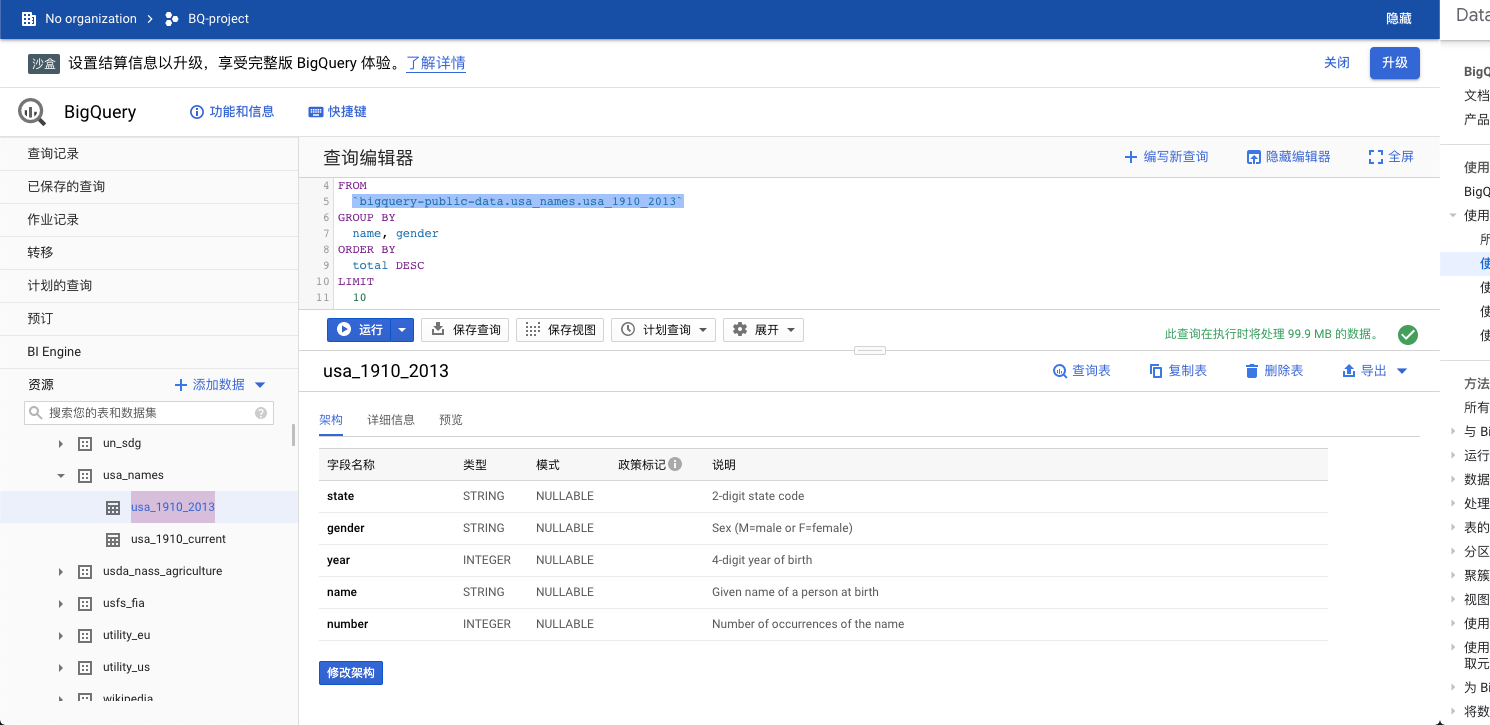 No organization > BQ-project 隐藏
沙盒 设置结算信息以升级，享受完整版 BigQuery 体验。了解详情 关闭 升级
BigQuery 功能和信息 快捷键
查询记录
已保存的查询
作业记录
转移
计划的查询
预订
BI Engine
资源 添加数据
搜索您的表和数据集
un_sdg
usa_names
usa_1910_2013
usa_1910_current
usda_nass_agriculture
usfs_fia
utility_eu
utility_us
wikipedia
查询编辑器 编写新查询 隐藏编辑器 全屏
4 FROM
5 `bigquery-public-data.usa_names.usa_1910_2013`
6 GROUP BY
7 name, gender
8 ORDER BY
9 total DESC
10 LIMIT
11 10
运行 保存查询 保存视图 计划查询 展开 此查询在执行时将处理 99.9 MB 的数据。
usa_1910_2013 查询表 复制表 删除表 导出
架构 详细信息 预览
字段名称 类型 模式 政策标记 说明
state STRING NULLABLE 2-digit state code
gender STRING NULLABLE Sex (M=male or F=female)
year INTEGER NULLABLE 4-digit year of birth
name STRING NULLABLE Given name of a person at birth
number INTEGER NULLABLE Number of occurrences of the name
修改架构
Data
BigQ
文档
产品
使用
BigQ
使用
所
使
使
使
使
方法
所有
与 Bi
运行
数据
处理
表的
分区
聚簇
视图
使用
使用
取元
为 Bi
将数